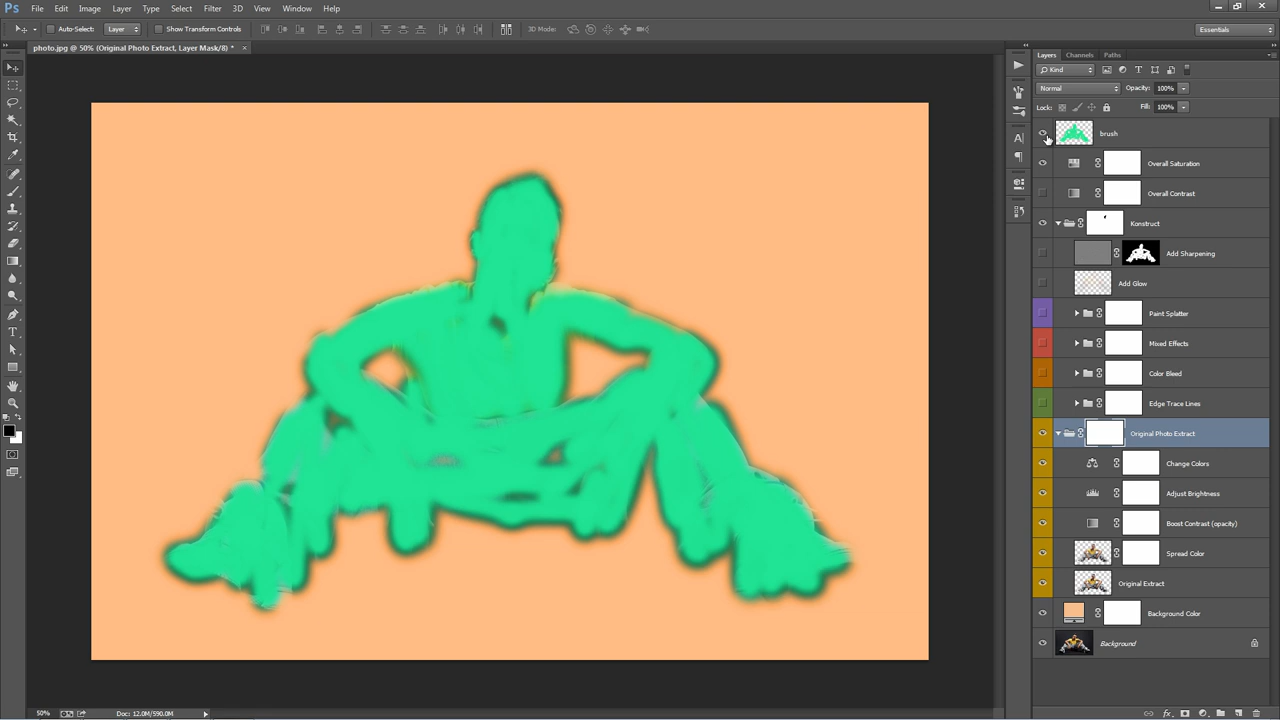 Ps File Edit Image Layer Type Select Filter 3D View Window Help
Auto-Select: Layer Show Transform Controls 3D Mode: Essentials
photo.jpg @ 50% (Original Photo Extract, Layer Mask/8) * ×
Layers Channels Paths
Kind
Normal Opacity: 100%
Lock: Fill: 100%
brush
Overall Saturation
Overall Contrast
Konstruct
Add Sharpening
Add Glow
Paint Splatter
Mixed Effects
Color Bleed
Edge Trace Lines
Original Photo Extract
Change Colors
Adjust Brightness
Boost Contrast (opacity)
Spread Color
Original Extract
Background Color
Background
50% Doc: 12.0M/590.0M